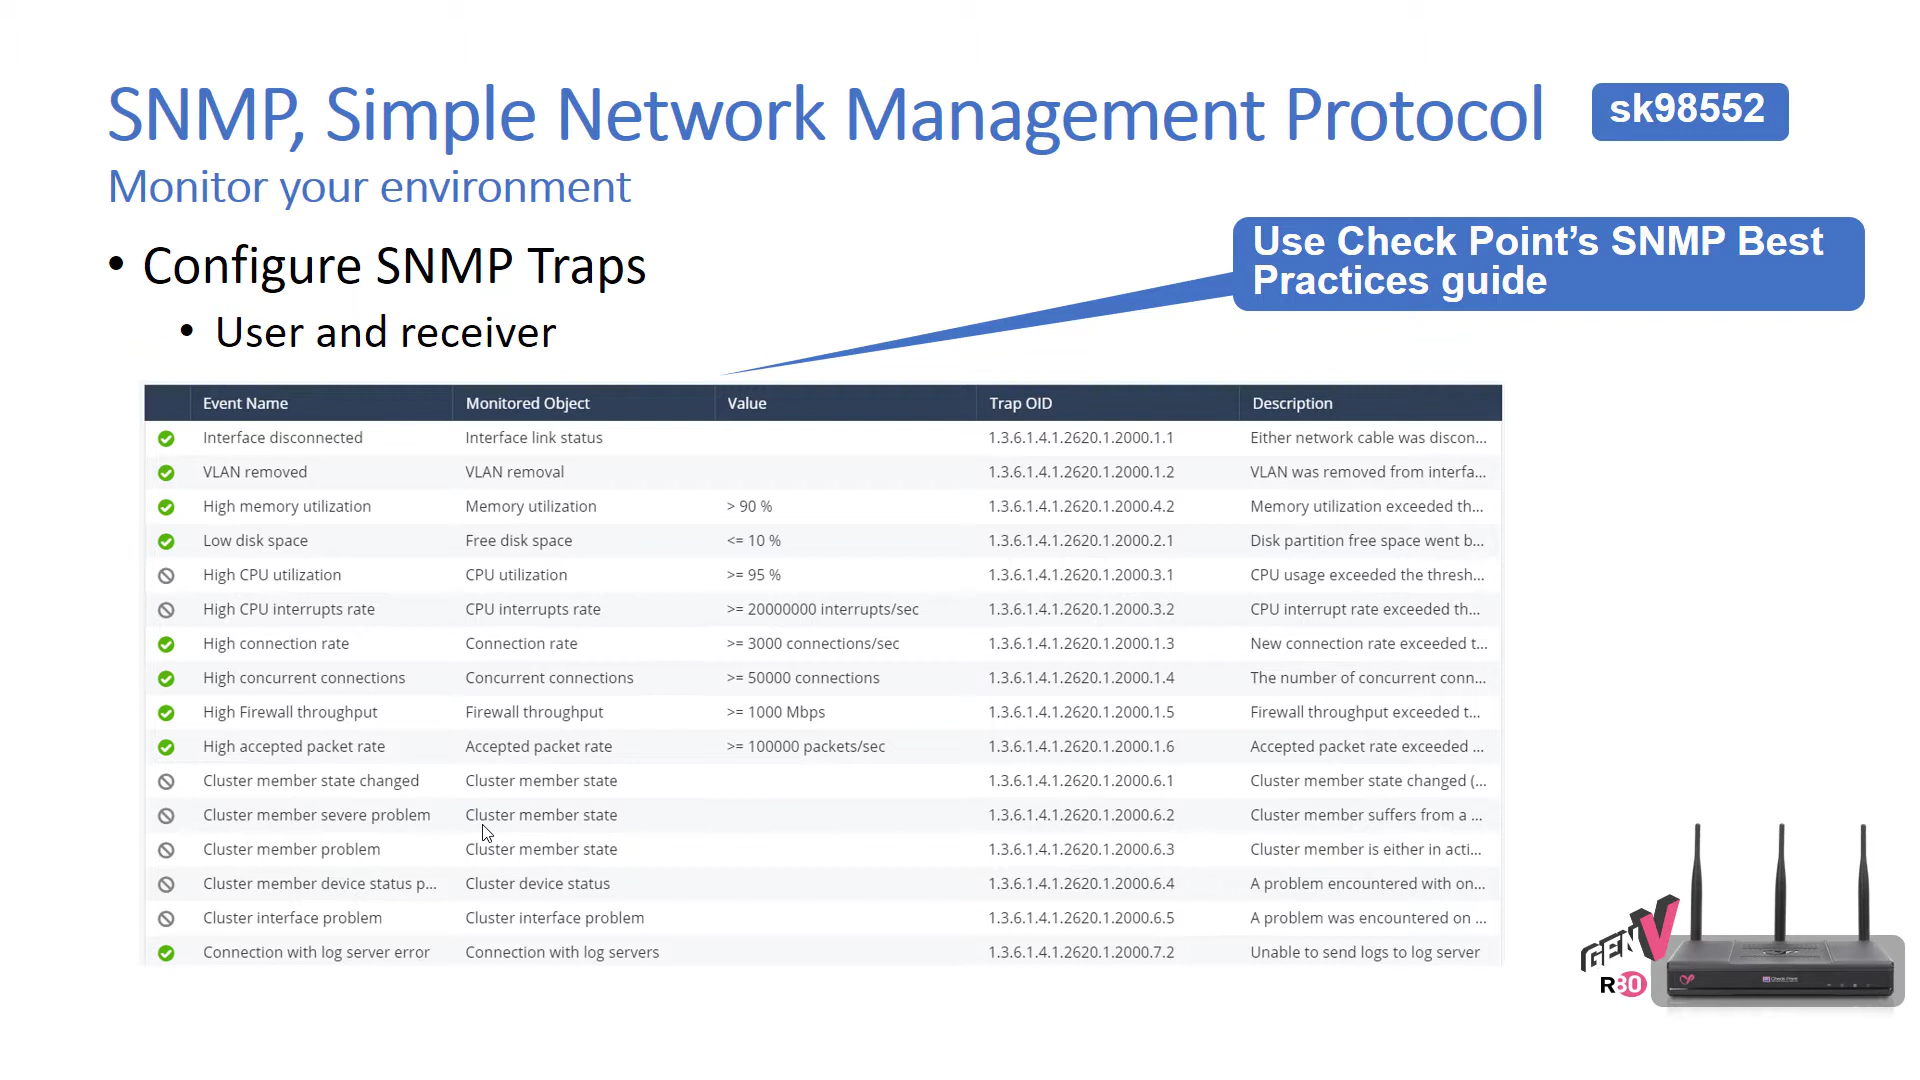 SNMP, Simple Network Management Protocol
sk98552
Monitor your environment
Use Check Point’s SNMP Best
Practices guide
• Configure SNMP Traps
• User and receiver
Event Name Monitored Object Value Trap OID Description
Interface disconnected Interface link status 1.3.6.1.4.1.2620.1.2000.1.1 Either network cable was discon...
VLAN removed VLAN removal 1.3.6.1.4.1.2620.1.2000.1.2 VLAN was removed from interfa...
High memory utilization Memory utilization > 90 % 1.3.6.1.4.1.2620.1.2000.4.2 Memory utilization exceeded th...
Low disk space Free disk space <= 10 % 1.3.6.1.4.1.2620.1.2000.2.1 Disk partition free space went b...
High CPU utilization CPU utilization >= 95 % 1.3.6.1.4.1.2620.1.2000.3.1 CPU usage exceeded the thresh...
High CPU interrupts rate CPU interrupts rate >= 20000000 interrupts/sec 1.3.6.1.4.1.2620.1.2000.3.2 CPU interrupt rate exceeded th...
High connection rate Connection rate >= 3000 connections/sec 1.3.6.1.4.1.2620.1.2000.1.3 New connection rate exceeded t...
High concurrent connections Concurrent connections >= 50000 connections 1.3.6.1.4.1.2620.1.2000.1.4 The number of concurrent conn...
High Firewall throughput Firewall throughput >= 1000 Mbps 1.3.6.1.4.1.2620.1.2000.1.5 Firewall throughput exceeded t...
High accepted packet rate Accepted packet rate >= 100000 packets/sec 1.3.6.1.4.1.2620.1.2000.1.6 Accepted packet rate exceeded ...
Cluster member state changed Cluster member state 1.3.6.1.4.1.2620.1.2000.6.1 Cluster member state changed (...
Cluster member severe problem Cluster member state 1.3.6.1.4.1.2620.1.2000.6.2 Cluster member suffers from a ...
Cluster member problem Cluster member state 1.3.6.1.4.1.2620.1.2000.6.3 Cluster member is either in acti...
Cluster member device status p... Cluster device status 1.3.6.1.4.1.2620.1.2000.6.4 A problem encountered with on...
Cluster interface problem Cluster interface problem 1.3.6.1.4.1.2620.1.2000.6.5 A problem was encountered on ...
Connection with log server error Connection with log servers 1.3.6.1.4.1.2620.1.2000.7.2 Unable to send logs to log server
GEN V
R80
Check Point